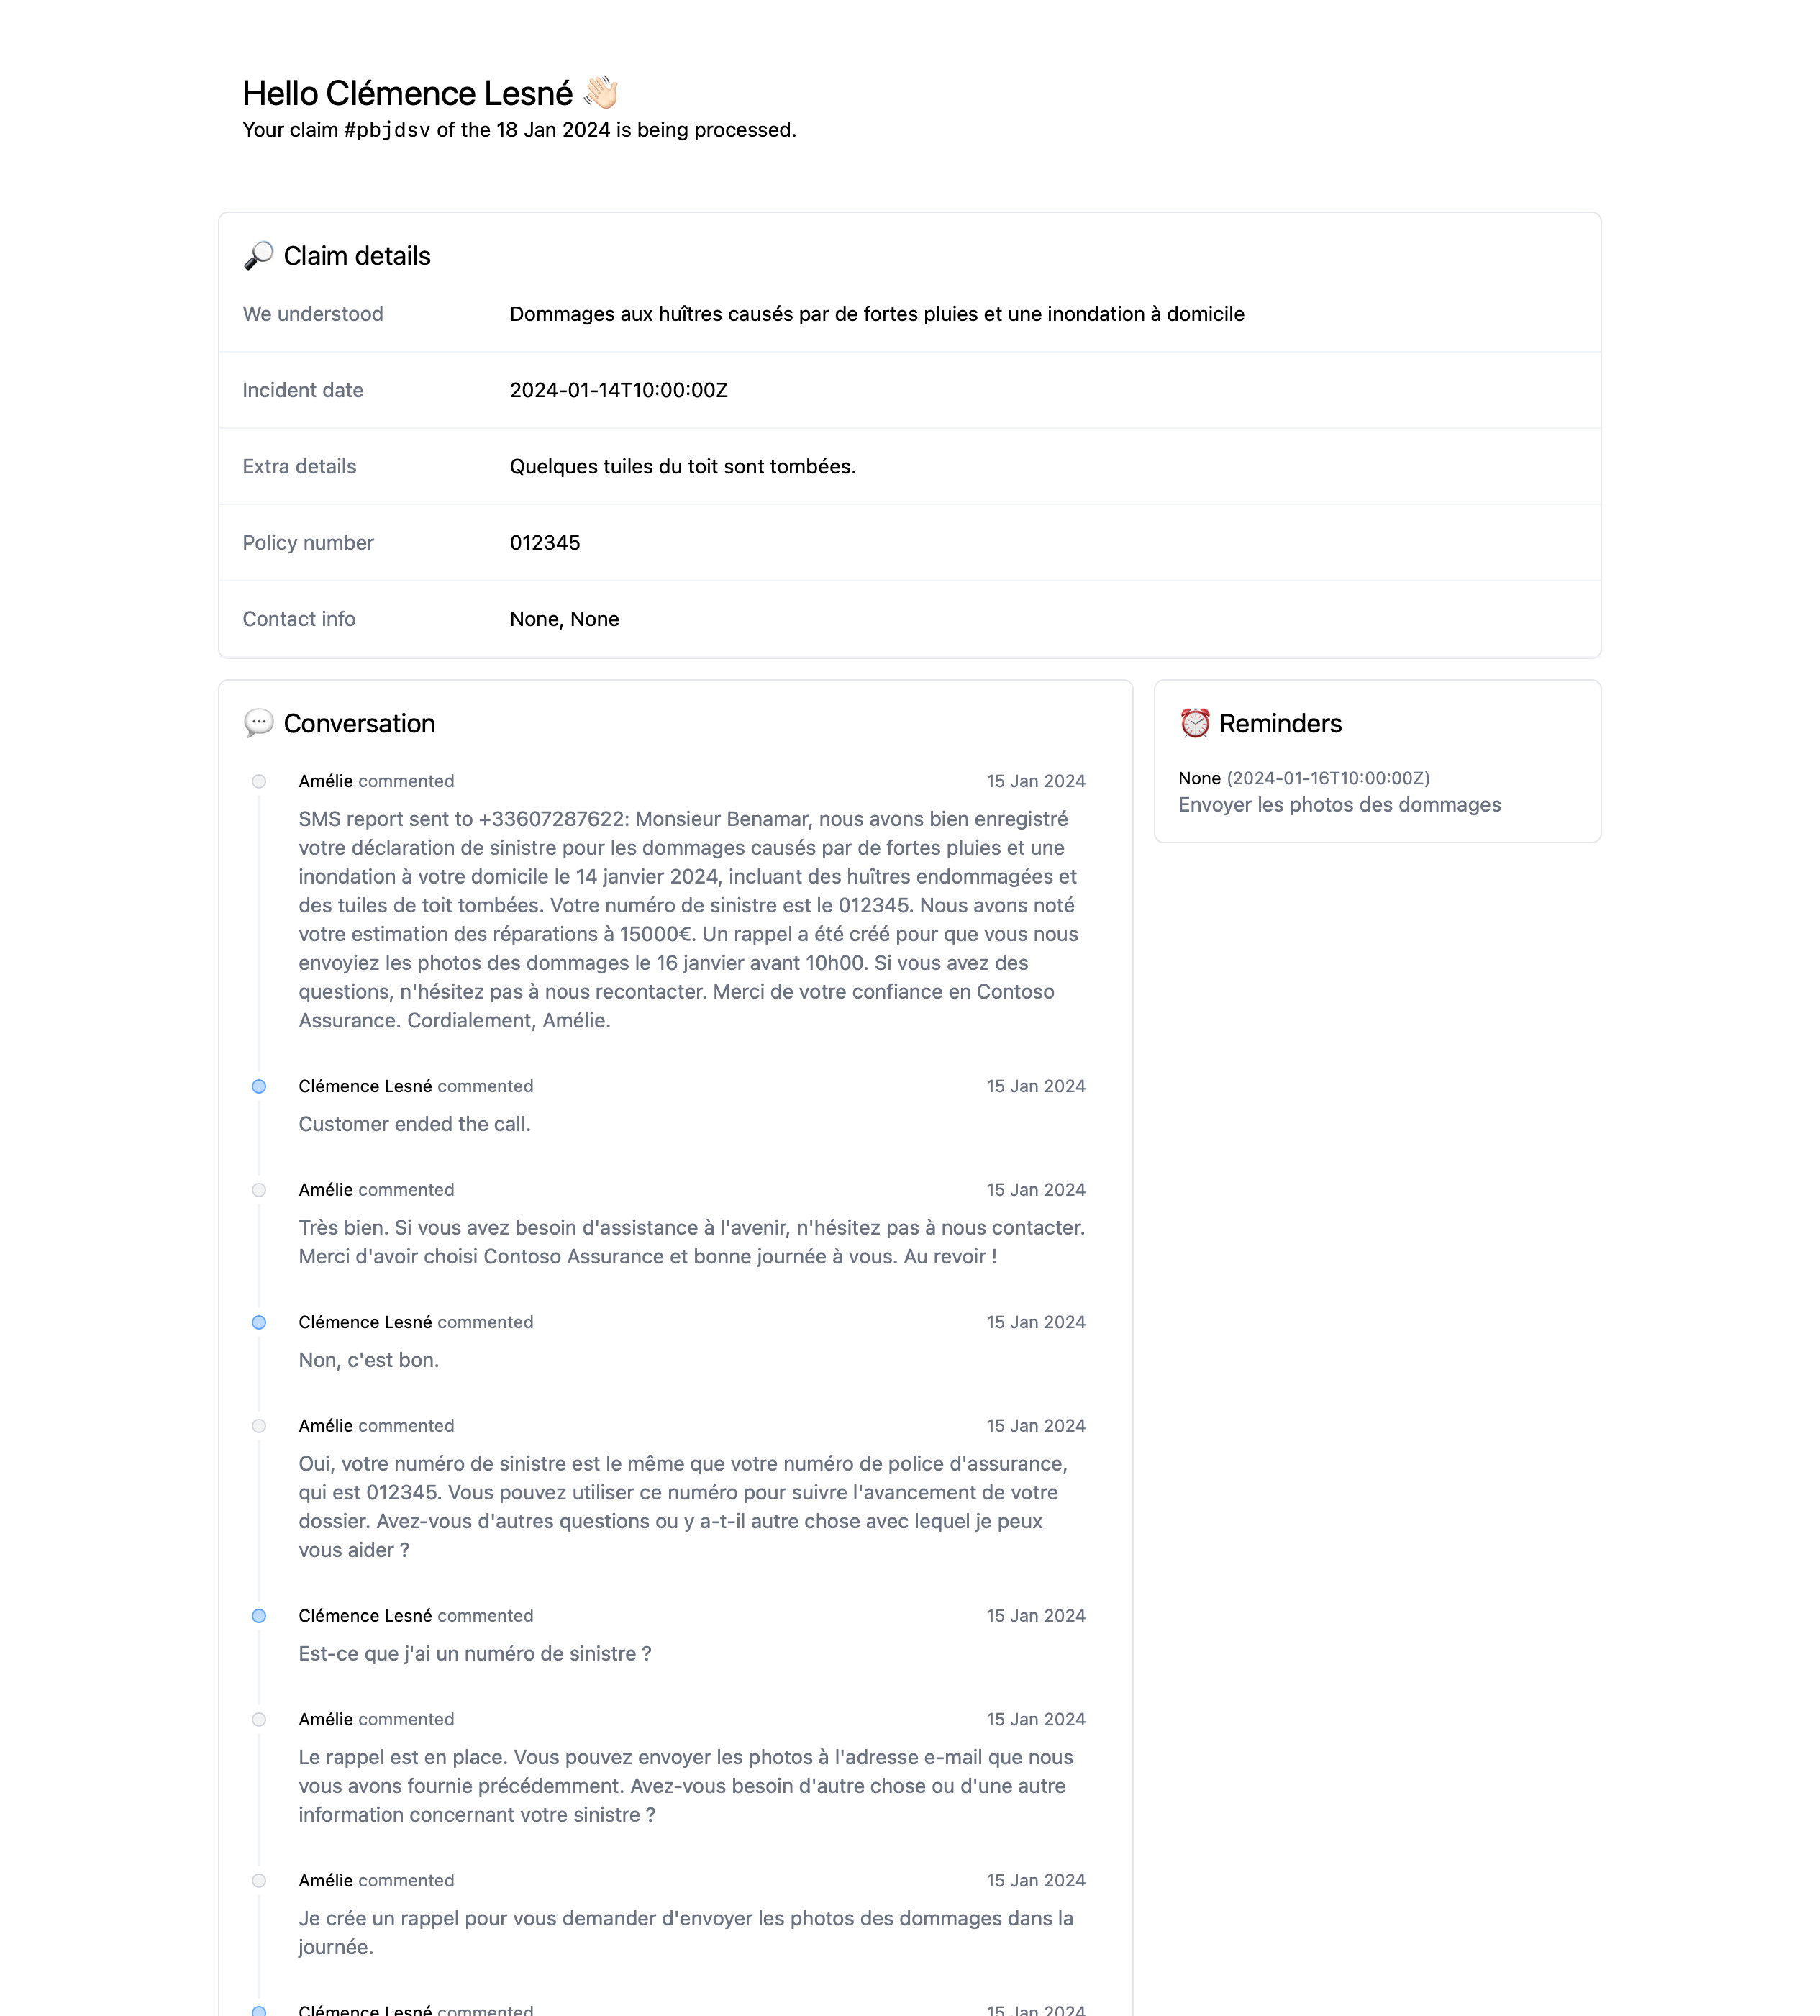 Hello Clémence Lesné 👋🏻
Your claim #pbjdsv of the 18 Jan 2024 is being processed.
🔎 Claim details
We understood Dommages aux huîtres causés par de fortes pluies et une inondation à domicile
Incident date 2024-01-14T10:00:00Z
Extra details Quelques tuiles du toit sont tombées.
Policy number 012345
Contact info None, None
💬 Conversation
Amélie commented 15 Jan 2024
SMS report sent to +33607287622: Monsieur Benamar, nous avons bien enregistré
votre déclaration de sinistre pour les dommages causés par de fortes pluies et une
inondation à votre domicile le 14 janvier 2024, incluant des huîtres endommagées et
des tuiles de toit tombées. Votre numéro de sinistre est le 012345. Nous avons noté
votre estimation des réparations à 15000€. Un rappel a été créé pour que vous nous
envoyiez les photos des dommages le 16 janvier avant 10h00. Si vous avez des
questions, n'hésitez pas à nous recontacter. Merci de votre confiance en Contoso
Assurance. Cordialement, Amélie.
Clémence Lesné commented 15 Jan 2024
Customer ended the call.
Amélie commented 15 Jan 2024
Très bien. Si vous avez besoin d'assistance à l'avenir, n'hésitez pas à nous contacter.
Merci d'avoir choisi Contoso Assurance et bonne journée à vous. Au revoir !
Clémence Lesné commented 15 Jan 2024
Non, c'est bon.
Amélie commented 15 Jan 2024
Oui, votre numéro de sinistre est le même que votre numéro de police d'assurance,
qui est 012345. Vous pouvez utiliser ce numéro pour suivre l'avancement de votre
dossier. Avez-vous d'autres questions ou y a-t-il autre chose avec lequel je peux
vous aider ?
Clémence Lesné commented 15 Jan 2024
Est-ce que j'ai un numéro de sinistre ?
Amélie commented 15 Jan 2024
Le rappel est en place. Vous pouvez envoyer les photos à l'adresse e-mail que nous
vous avons fournie précédemment. Avez-vous besoin d'autre chose ou d'une autre
information concernant votre sinistre ?
Amélie commented 15 Jan 2024
Je crée un rappel pour vous demander d'envoyer les photos des dommages dans la
journée.
Clémence Lesné commented 15 Jan 2024
⏰ Reminders
None (2024-01-16T10:00:00Z)
Envoyer les photos des dommages